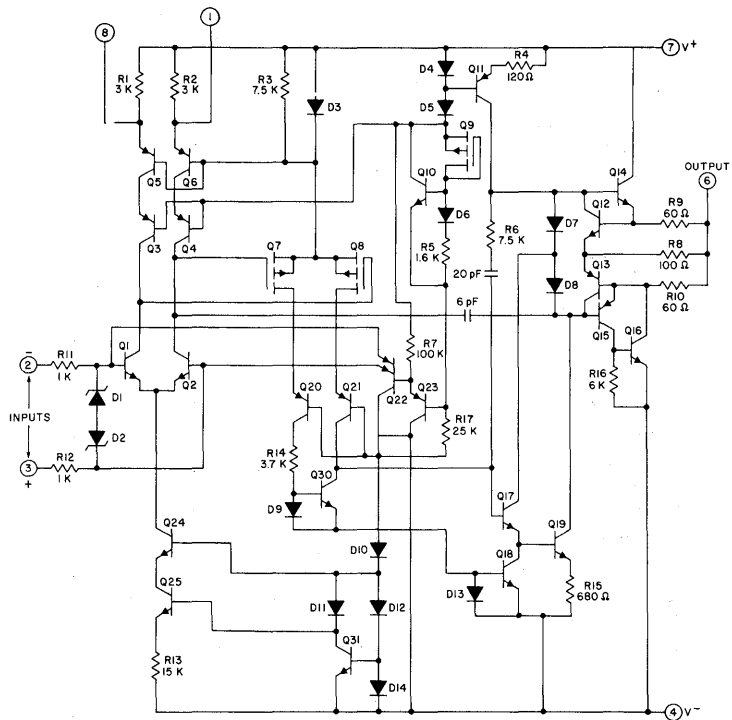 8
1
7 V+
R1
3 K
R2
3 K
R3
7.5 K
D3
D4
D5
Q11
R4
120Ω
Q9
Q10
Q5
Q6
Q3
Q4
Q14
OUTPUT
6
Q12
R9
60 Ω
D6
R6
7.5 K
D7
R8
100 Ω
R5
1.6 K
Q13
Q7
Q8
20 pF
D8
R10
60Ω
6 pF
Q15
Q16
R7
100 K
2
−
R11
1 K
Q1
Q2
D1
INPUTS
D2
3
+
R12
1 K
Q20
Q21
Q22
Q23
R16
6 K
R17
25 K
R14
3.7 K
Q30
D9
Q17
Q19
Q18
Q24
D10
D13
R15
680 Ω
Q25
D11
D12
Q31
R13
15 K
D14
4 V−